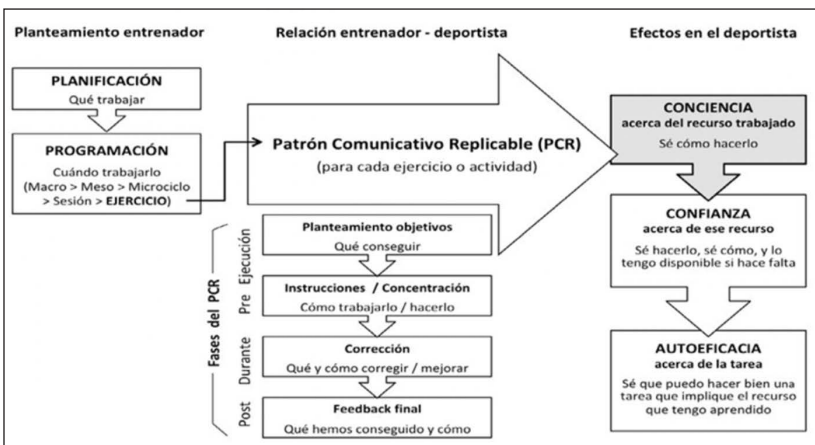 Planteamiento entrenador
PLANIFICACIÓN
Qué trabajar
PROGRAMACIÓN
Cuándo trabajarlo
(Macro > Meso > Microciclo
> Sesión > EJERCICIO)
Relación entrenador - deportista
Patrón Comunicativo Replicable (PCR)
(para cada ejercicio o actividad)
Fases del PCR
Pre Ejecución
Durante
Post
Planteamiento objetivos
Qué conseguir
Instrucciones / Concentración
Cómo trabajarlo / hacerlo
Corrección
Qué y cómo corregir / mejorar
Feedback final
Qué hemos conseguido y cómo
Efectos en el deportista
CONCIENCIA
acerca del recurso trabajado
Sé cómo hacerlo
CONFIANZA
acerca de ese recurso
Sé hacerlo, sé cómo, y lo
tengo disponible si hace falta
AUTOEFICACIA
acerca de la tarea
Sé que puedo hacer bien una
tarea que implique el recurso
que tengo aprendido